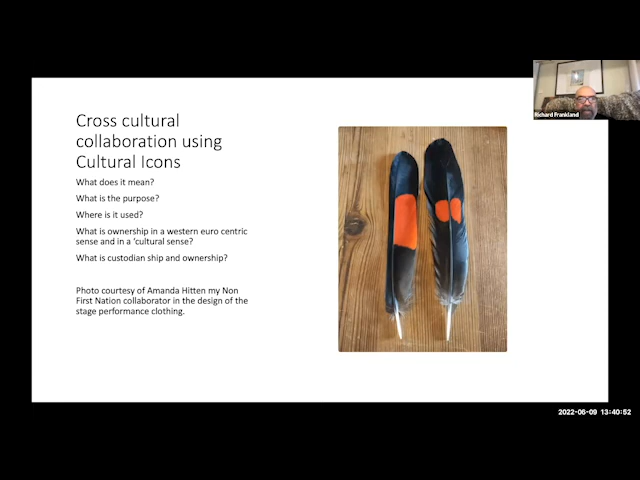 Cross cultural
collaboration using
Cultural Icons
What does it mean?
What is the purpose?
Where is it used?
What is ownership in a western euro centric
sense and in a ‘cultural sense?
What is custodian ship and ownership?
Photo courtesy of Amanda Hitten my Non
First Nation collaborator in the design of the
stage performance clothing.
Richard Frankland
2022-06-09 13:40:52